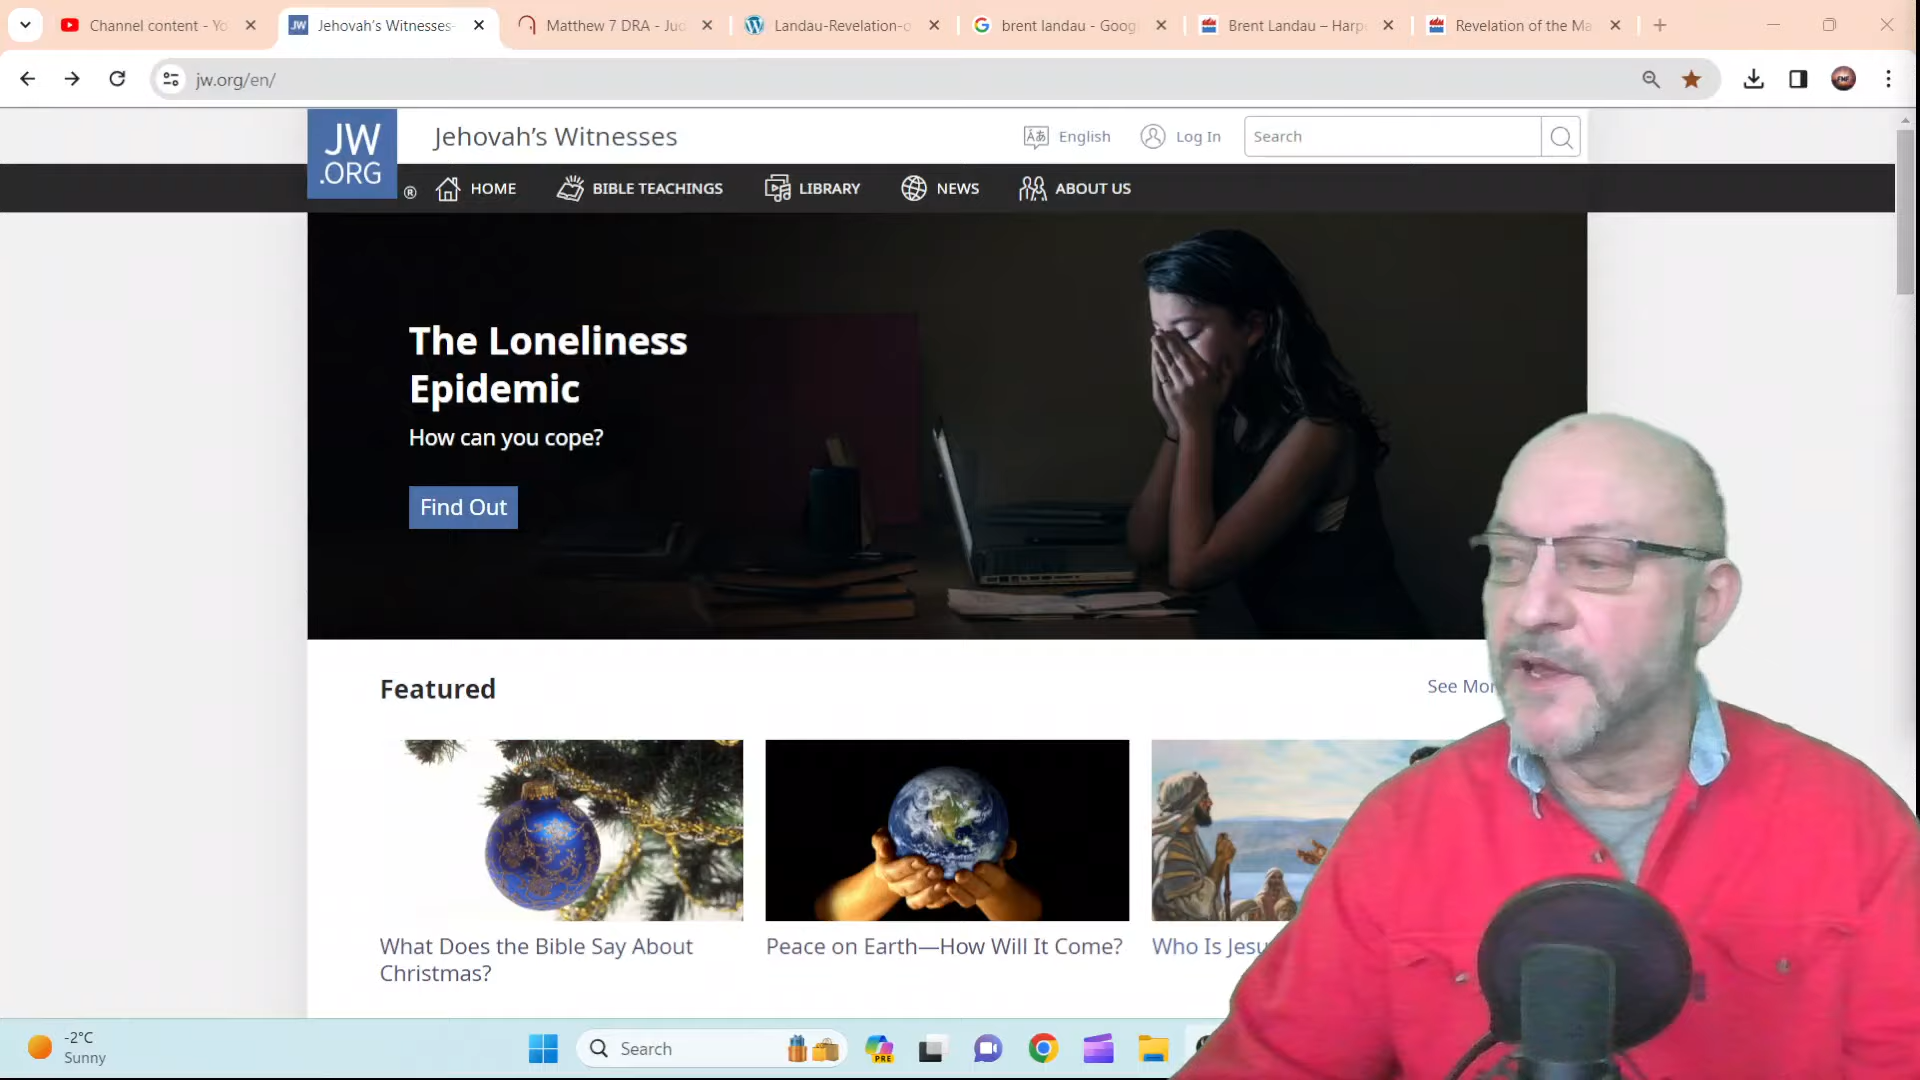 Channel content - Yo
Jehovah's Witnesses-
Matthew 7 DRA - Jud
Landau-Revelation-o
brent landau - Goog
Brent Landau – Harp
Revelation of the Ma
jw.org/en/
JW
.ORG
®
Jehovah's Witnesses
English
Log In
Search
HOME
BIBLE TEACHINGS
LIBRARY
NEWS
ABOUT US
The Loneliness
Epidemic
How can you cope?
Find Out
Featured
See Mor
What Does the Bible Say About
Christmas?
Peace on Earth—How Will It Come?
Who Is Jesu
-2°C
Sunny
Search
PRE